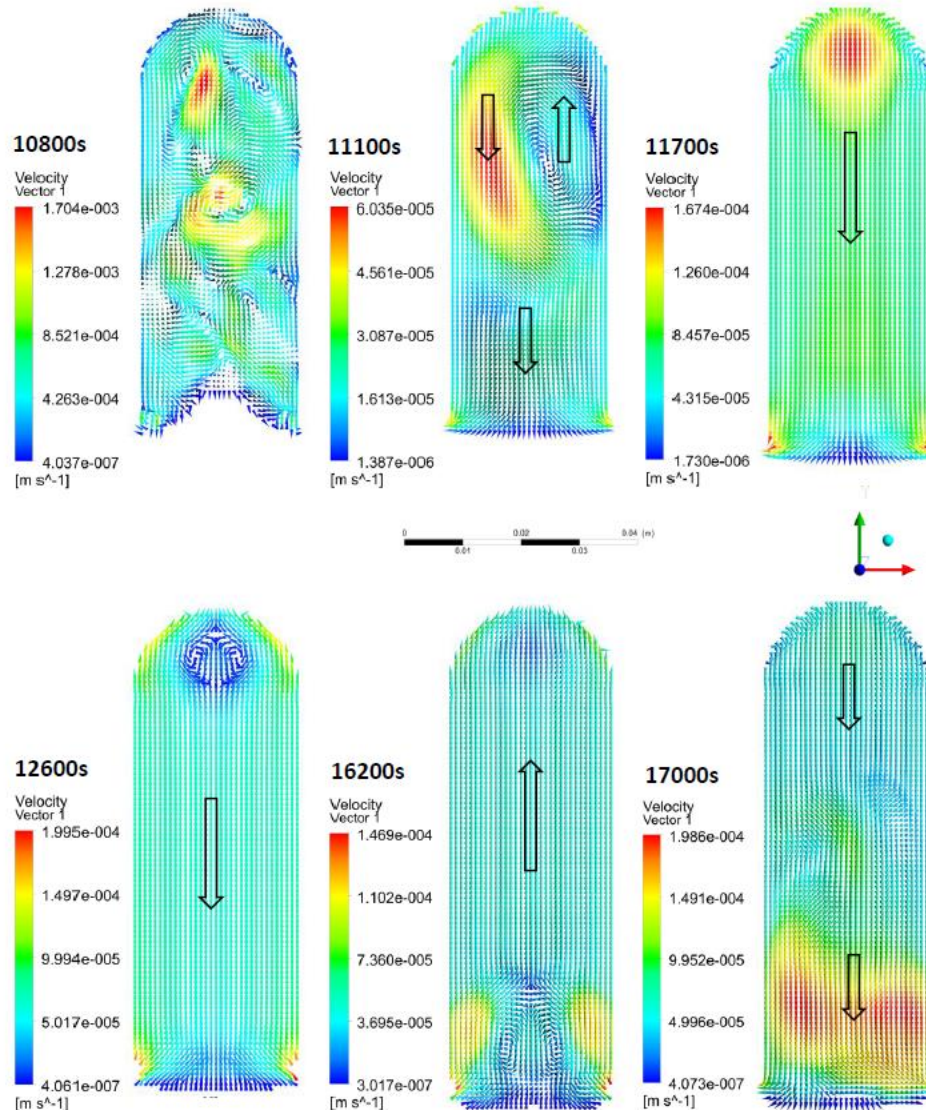 10800s
Velocity
Vector 1
1.704e-003
1.278e-003
8.521e-004
4.263e-004
4.037e-007
[m s^-1]
11100s
Velocity
Vector 1
6.035e-005
4.561e-005
3.087e-005
1.613e-005
1.387e-006
[m s^-1]
11700s
Velocity
Vector 1
1.674e-004
1.260e-004
8.457e-005
4.315e-005
1.730e-006
[m s^-1]
0 0.02 0.04 (m)
0.01 0.03
Y
12600s
Velocity
Vector 1
1.995e-004
1.497e-004
9.994e-005
5.017e-005
4.061e-007
[m s^-1]
16200s
Velocity
Vector 1
1.469e-004
1.102e-004
7.360e-005
3.695e-005
3.017e-007
[m s^-1]
17000s
Velocity
Vector 1
1.986e-004
1.491e-004
9.952e-005
4.996e-005
4.073e-007
[m s^-1]